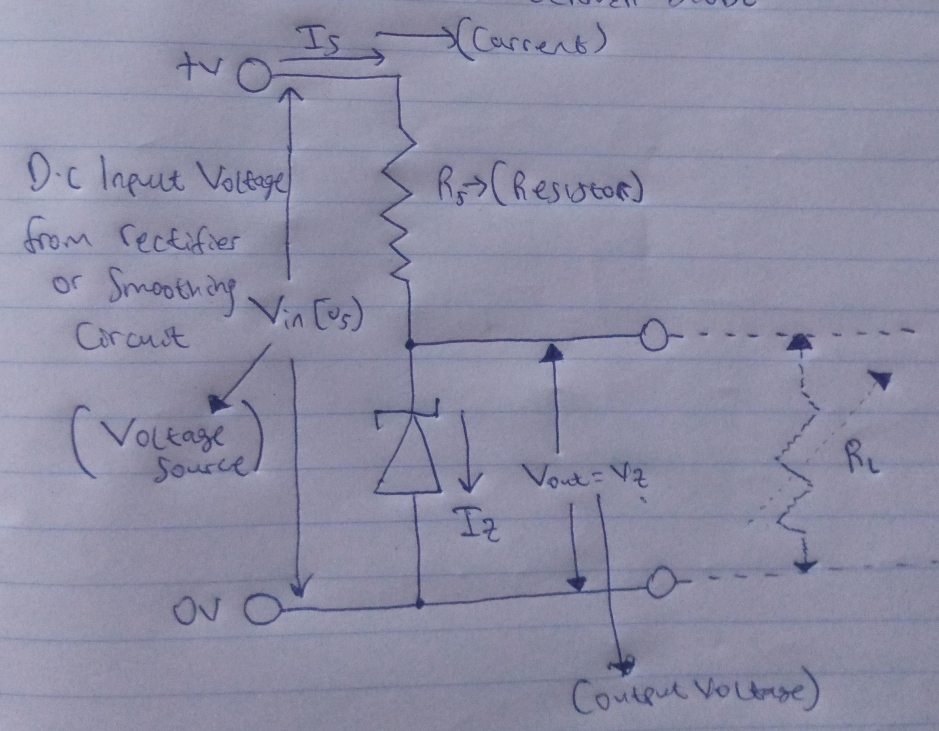 Is →(Current)
+V
D.C Input Voltage
from rectifier
or Smoothing
Circuit
Rs→(Resistor)
Vin (Vs)
(Voltage
Source)
Vout = Vz
RL
Iz
0V
(Output Voltage)